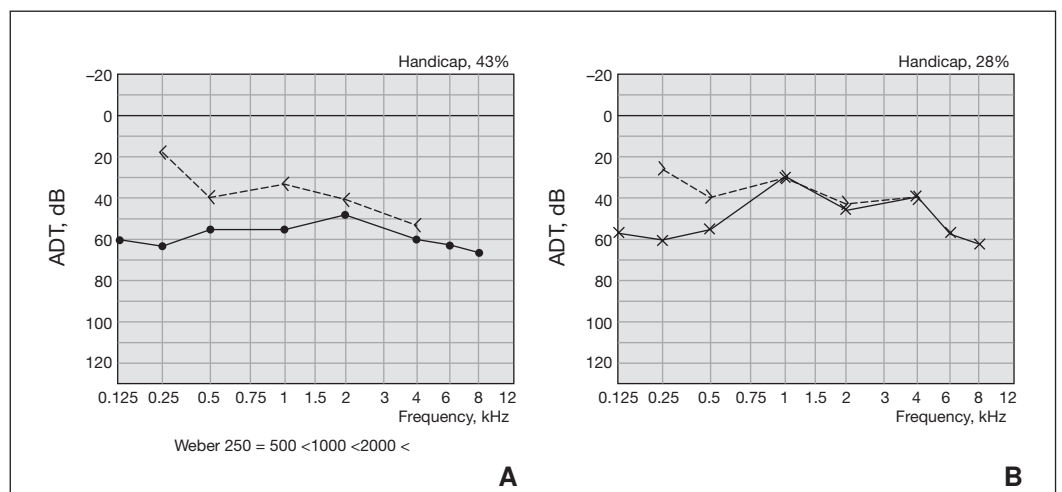 Handicap, 43%
–20
0
20
40
60
80
100
120
ADT, dB
0.125 0.25 0.5 0.75 1 1.5 2 3 4 6 8 12
Frequency, kHz
Weber 250 = 500 <1000 <2000 <
A
Handicap, 28%
–20
0
20
40
60
80
100
120
ADT, dB
0.125 0.25 0.5 0.75 1 1.5 2 3 4 6 8 12
Frequency, kHz
B